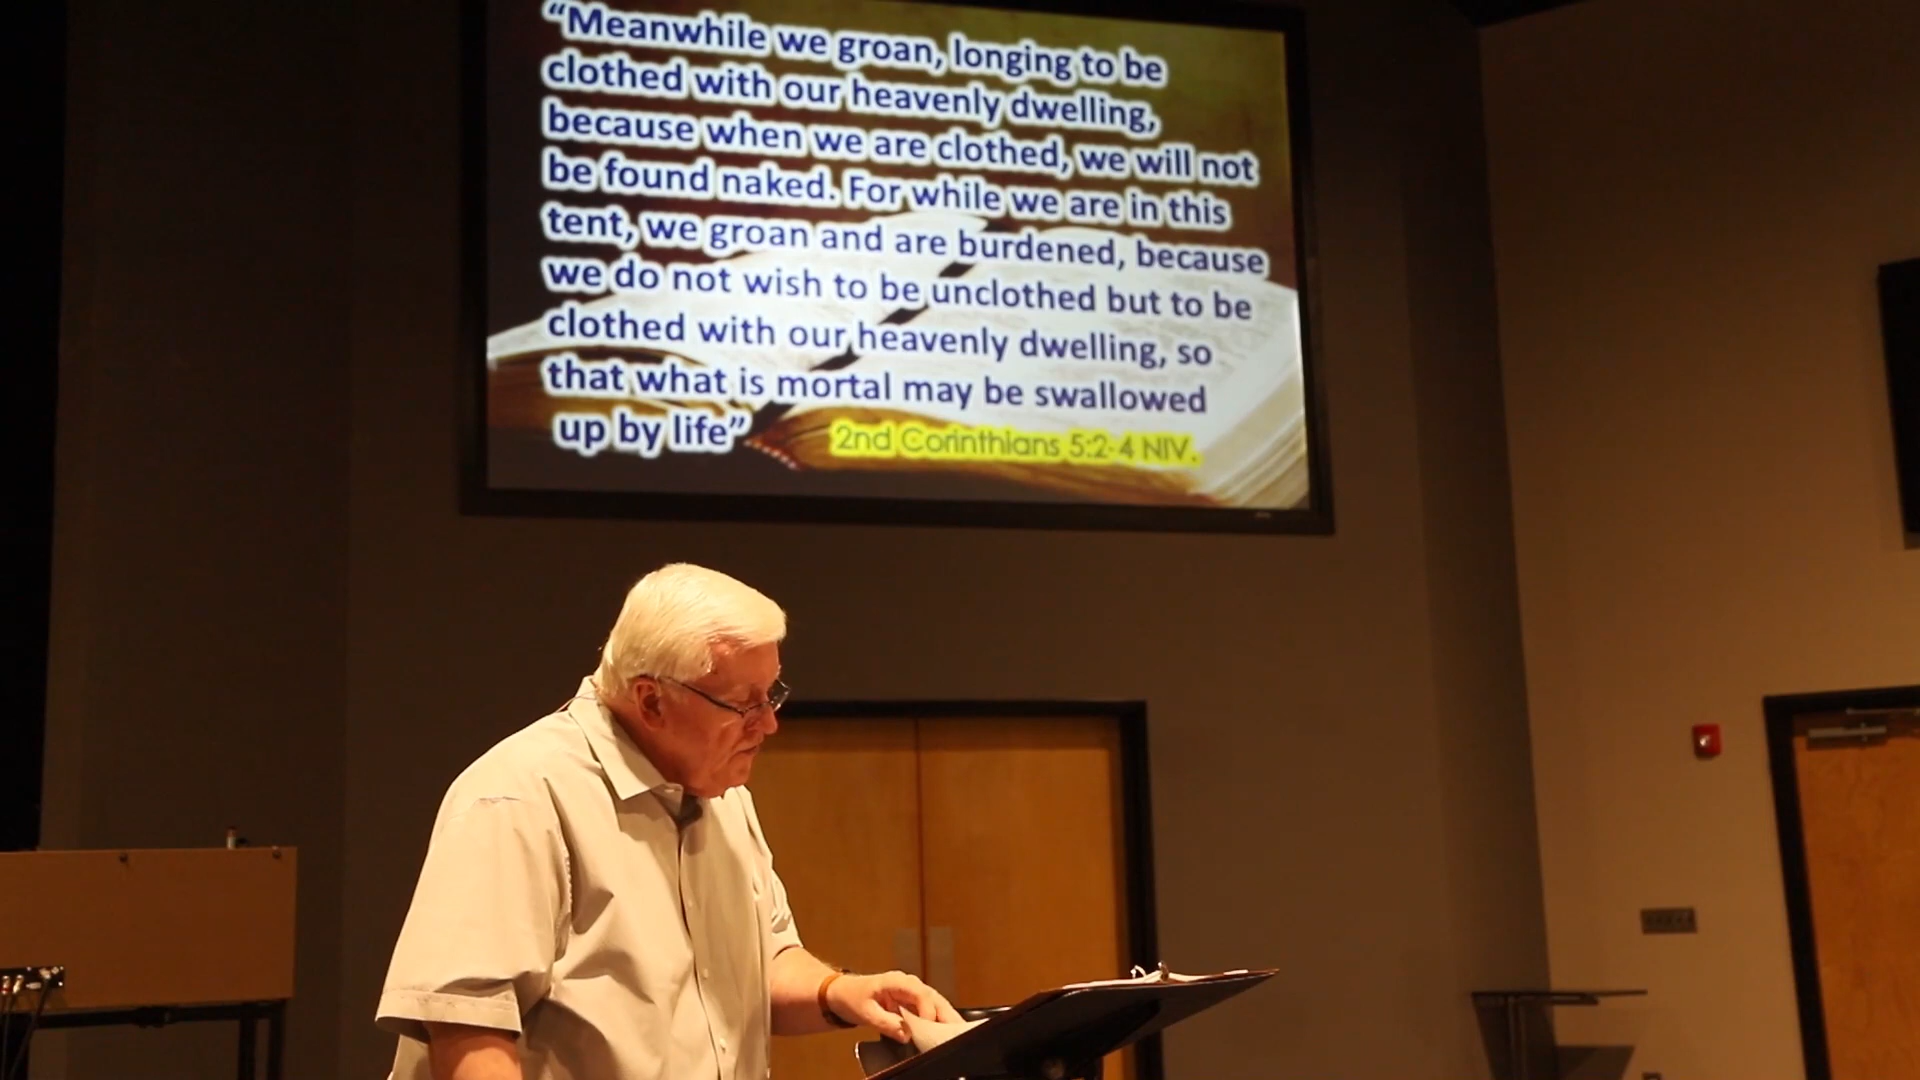 “Meanwhile we groan, longing to be
clothed with our heavenly dwelling,
because when we are clothed, we will not
be found naked. For while we are in this
tent, we groan and are burdened, because
we do not wish to be unclothed but to be
clothed with our heavenly dwelling, so
that what is mortal may be swallowed
up by life” 2nd Corinthians 5:2-4 NIV.